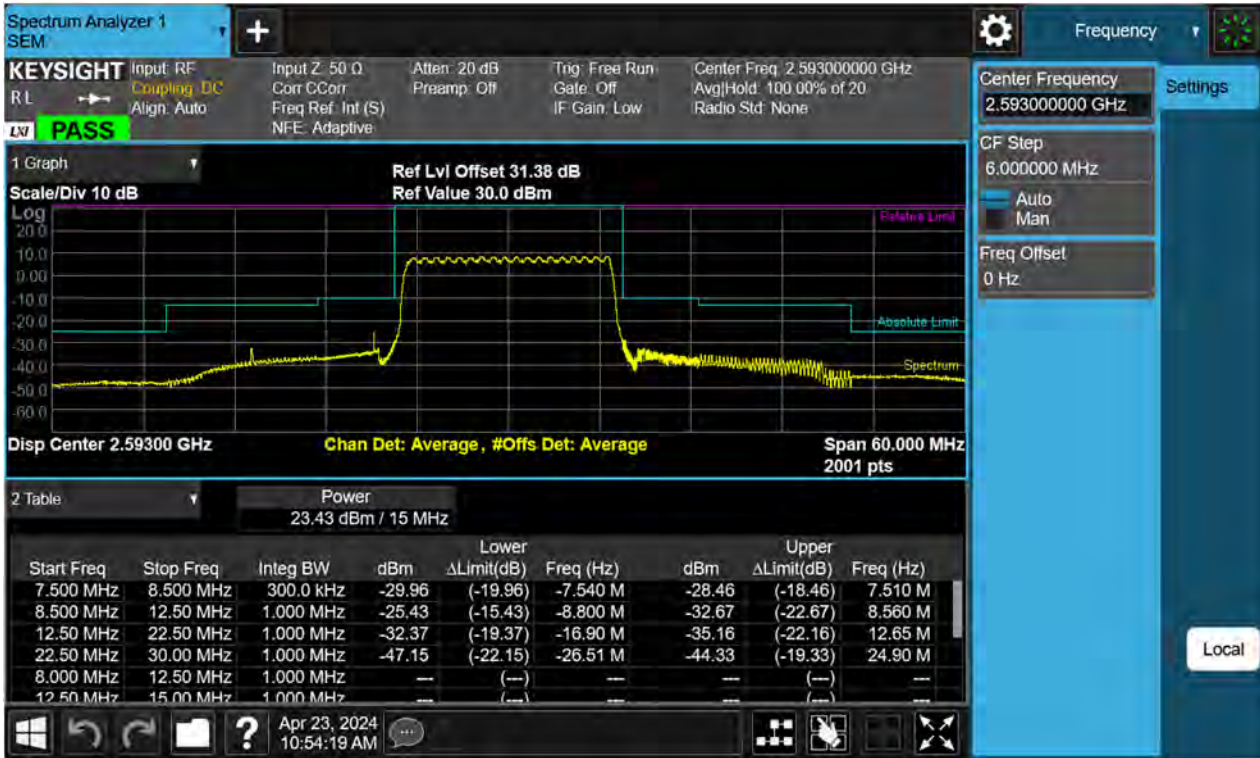 Spectrum Analyzer 1
SEM
+
Frequency
KEYSIGHT
Input: RF
Coupling: DC
Align: Auto
Input Z: 50 Ω
Corr CCorr
Freq Ref: Int (S)
NFE: Adaptive
Atten: 20 dB
Preamp: Off
Trig: Free Run
Gate: Off
IF Gain: Low
Center Freq: 2.593000000 GHz
Avg|Hold: 100.00% of 20
Radio Std: None
R L
LXI PASS
Center Frequency
2.593000000 GHz
Settings
CF Step
6.000000 MHz
Auto
Man
Freq Offset
0 Hz
Local
1 Graph
Scale/Div 10 dB
Ref Lvl Offset 31.38 dB
Ref Value 30.0 dBm
Log
Relative Limit
20.0
10.0
0.00
-10.0
-20.0
Absolute Limit
-30.0
-40.0
Spectrum
-50.0
-60.0
Disp Center 2.59300 GHz
Chan Det: Average, #Offs Det: Average
Span 60.000 MHz
2001 pts
2 Table
Power
23.43 dBm / 15 MHz
Lower Upper
Start Freq Stop Freq Integ BW dBm ΔLimit(dB) Freq (Hz) dBm ΔLimit(dB) Freq (Hz)
7.500 MHz 8.500 MHz 300.0 kHz -29.96 (-19.96) -7.540 M -28.46 (-18.46) 7.510 M
8.500 MHz 12.50 MHz 1.000 MHz -25.43 (-15.43) -8.800 M -32.67 (-22.67) 8.560 M
12.50 MHz 22.50 MHz 1.000 MHz -32.37 (-19.37) -16.90 M -35.16 (-22.16) 12.65 M
22.50 MHz 30.00 MHz 1.000 MHz -47.15 (-22.15) -26.51 M -44.33 (-19.33) 24.90 M
8.000 MHz 12.50 MHz 1.000 MHz --- (---) --- --- (---) ---
12.50 MHz 15.00 MHz 1.000 MHz --- (---) --- --- (---) ---
?
Apr 23, 2024
10:54:19 AM